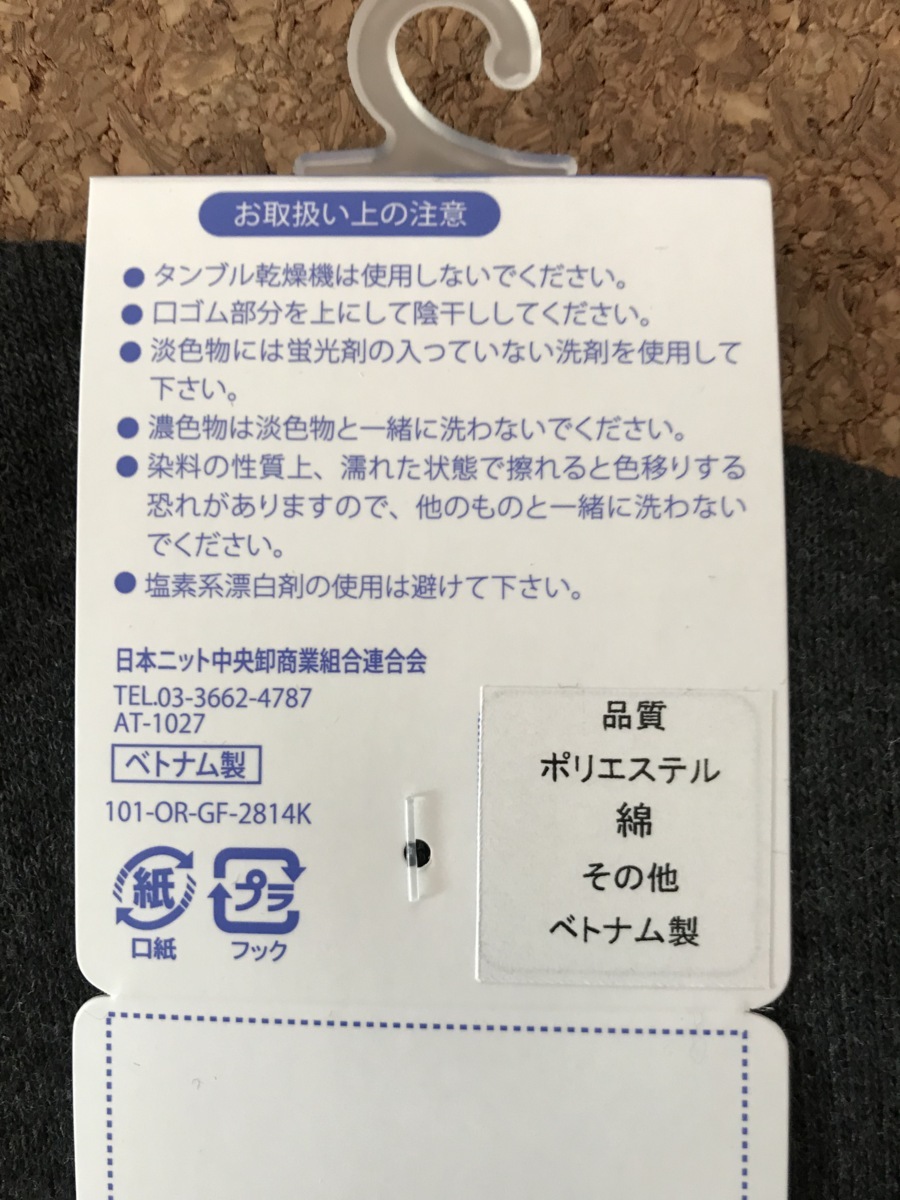 お取扱い上の注意
●タンブル乾燥機は使用しないでください。
●口ゴム部分を上にして陰干ししてください。
●淡色物には蛍光剤の入っていない洗剤を使用して
下さい。
●濃色物は淡色物と一緒に洗わないでください。
●染料の性質上、濡れた状態で擦れると色移りする
恐れがありますので、他のものと一緒に洗わない
でください。
●塩素系漂白剤の使用は避けて下さい。
日本ニット中央卸商業組合連合会
TEL.03-3662-4787
AT-1027
ベトナム製
101-OR-GF-2814K
紙
プラ
口紙
フック
品質
ポリエステル
綿
その他
ベトナム製